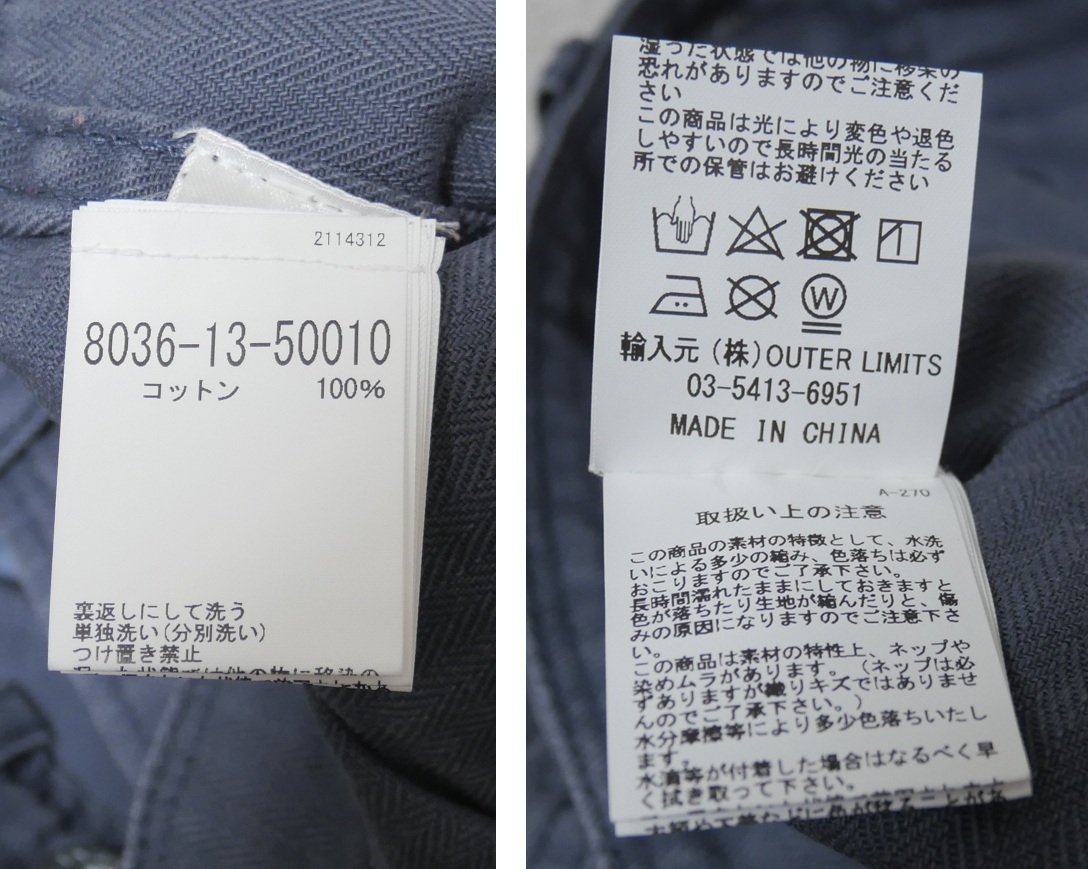 2114312
8036-13-50010
コットン 100%
裏返しにして洗う
単独洗い(分別洗い)
つけ置き禁止
湿った状態では他の物に移染の
恐れがありますのでご注意くだ
さい
この商品は光により変色や退色
しやすいので長時間光の当たる
所での保管はお避けください
W
輸入元 (株)OUTER LIMITS
03-5413-6951
MADE IN CHINA
A-270
取扱い上の注意
この商品の素材の特徴として、水洗
いによる多少の縮み、色落ちは必ず
おこりますのでご了承下さい。
長時間濡れたままにしておきますと
色が落ちたり生地が縮んだりと、傷
みの原因になりますのでご注意下さ
い。
この商品は素材の特性上、ネップや
染めムラがあります。(ネップは必
ずありますが織りキズではありませ
んのでご了承下さい。)
水分摩擦等により多少色落ちいたし
ます。
水滴等が付着した場合はなるべく早
く拭き取って下さい。